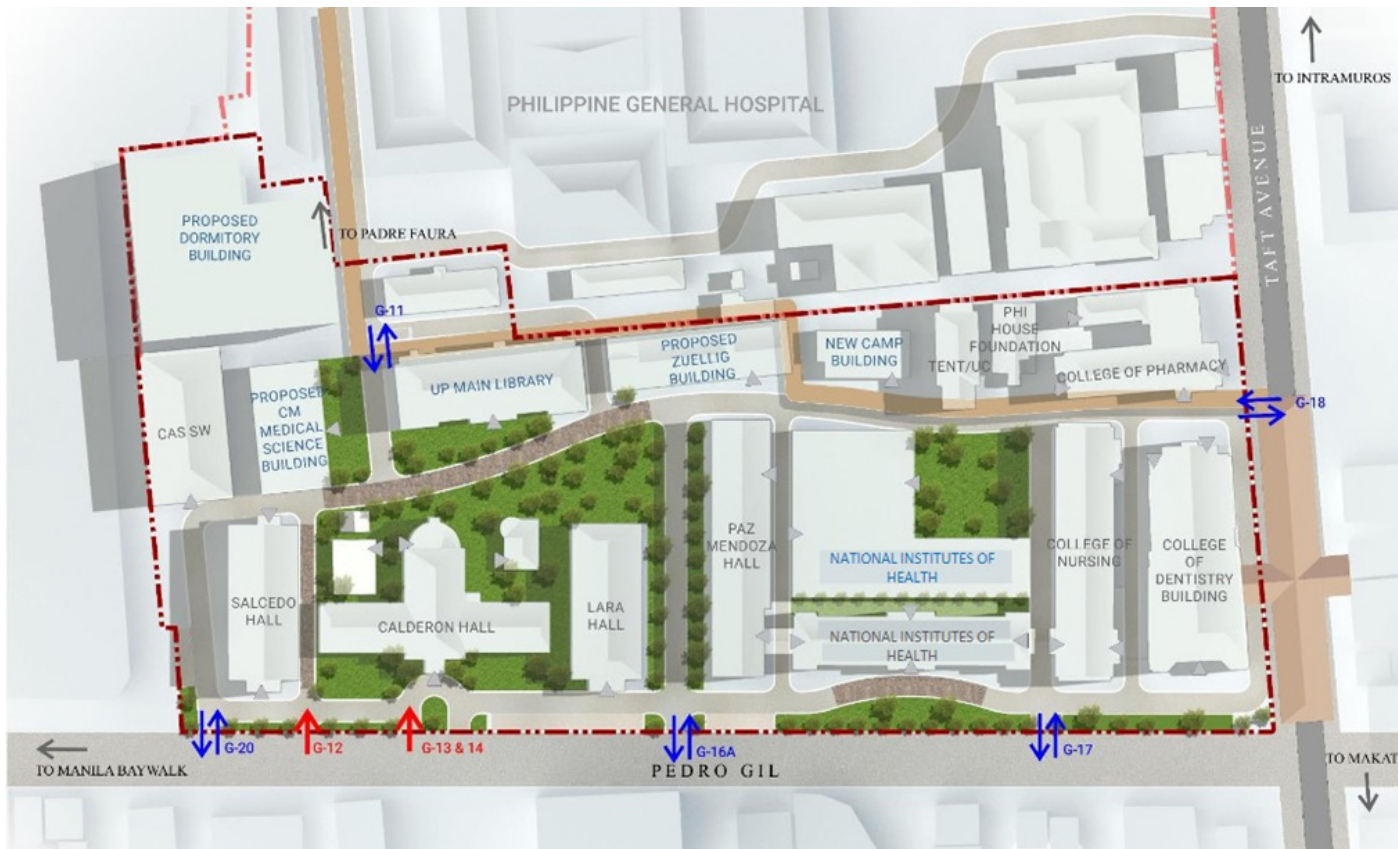 PHILIPPINE GENERAL HOSPITAL
TO INTRAMUROS
TAFT AVENUE
PROPOSED
DORMITORY
BUILDING
TO PADRE FAURA
G-11
PROPOSED
ZUELLIG
BUILDING
NEW CAMP
BUILDING
PHI
HOUSE
FOUNDATION
TENT/UC
COLLEGE OF PHARMACY
UP MAIN LIBRARY
G-18
CAS SW
PROPOSED
CM
MEDICAL
SCIENCE
BUILDING
PAZ
MENDOZA
HALL
NATIONAL INSTITUTES OF
HEALTH
COLLEGE OF
NURSING
COLLEGE
OF
DENTISTRY
BUILDING
SALCEDO
HALL
CALDERON HALL
LARA
HALL
NATIONAL INSTITUTES OF
HEALTH
G-20
G-12
G-13 & 14
G-16A
G-17
TO MANILA BAYWALK
PEDRO GIL
TO MAKAT